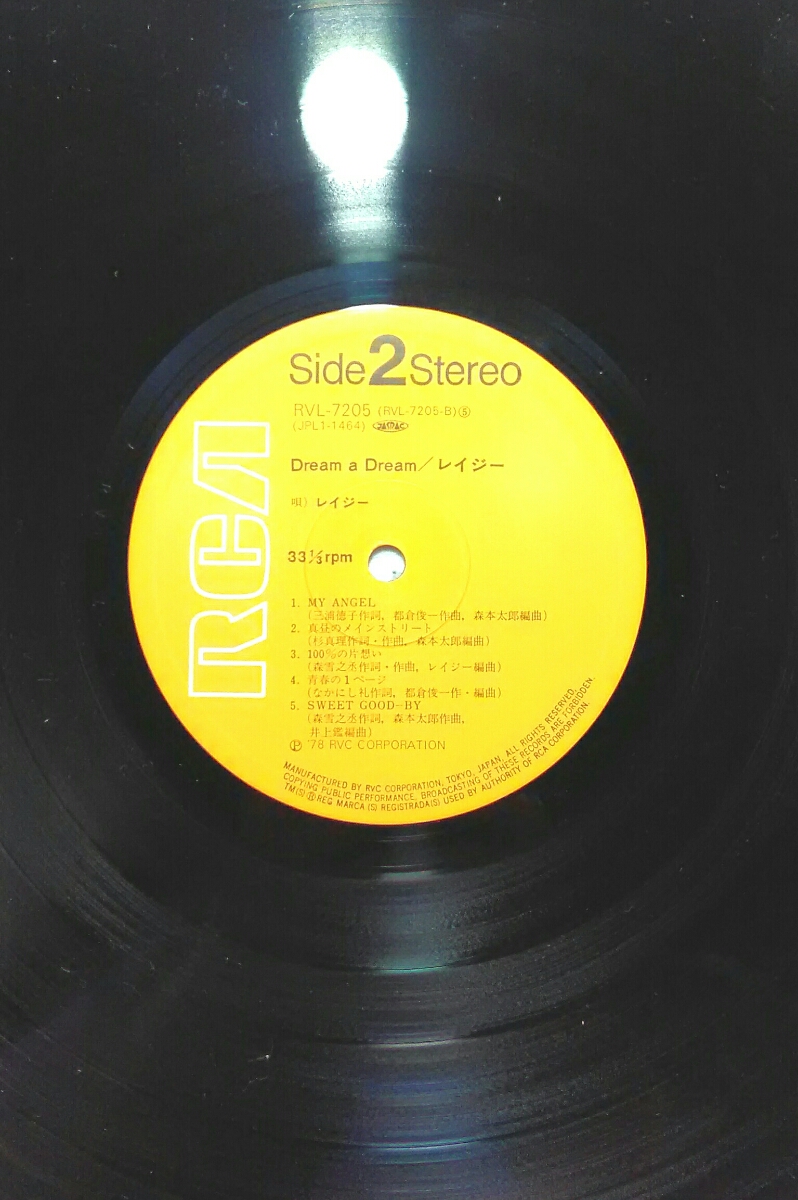 Side 2 Stereo
RVL-7205 (RVL-7205-B)⑤
(JPL1-1464) JASRAC
Dream a Dream／レイジー
唄）レイジー
33⅓rpm
1. MY ANGEL
(三浦徳子作詞, 都倉俊一作曲, 森本太郎編曲)
2. 真昼のメインストリート
(杉真理作詞・作曲, 森本太郎編曲)
3. 100%の片想い
(森雪之丞作詞・作曲, レイジー編曲)
4. 青春の1ページ
(なかにし礼作詞, 都倉俊一作・編曲)
5. SWEET GOOD-BY
(森雪之丞作詞, 森本太郎作曲,
井上鑑編曲)
Ⓟ '78 RVC CORPORATION
MANUFACTURED BY RVC CORPORATION, TOKYO, JAPAN, ALL RIGHTS RESERVED.
COPYING PUBLIC PERFORMANCE, BROADCASTING OF THESE RECORDS ARE FORBIDDEN.
TM(S)®REG MARCA (S) REGISTRADA(S) USED BY AUTHORITY OF RCA CORPORATION.
RCA